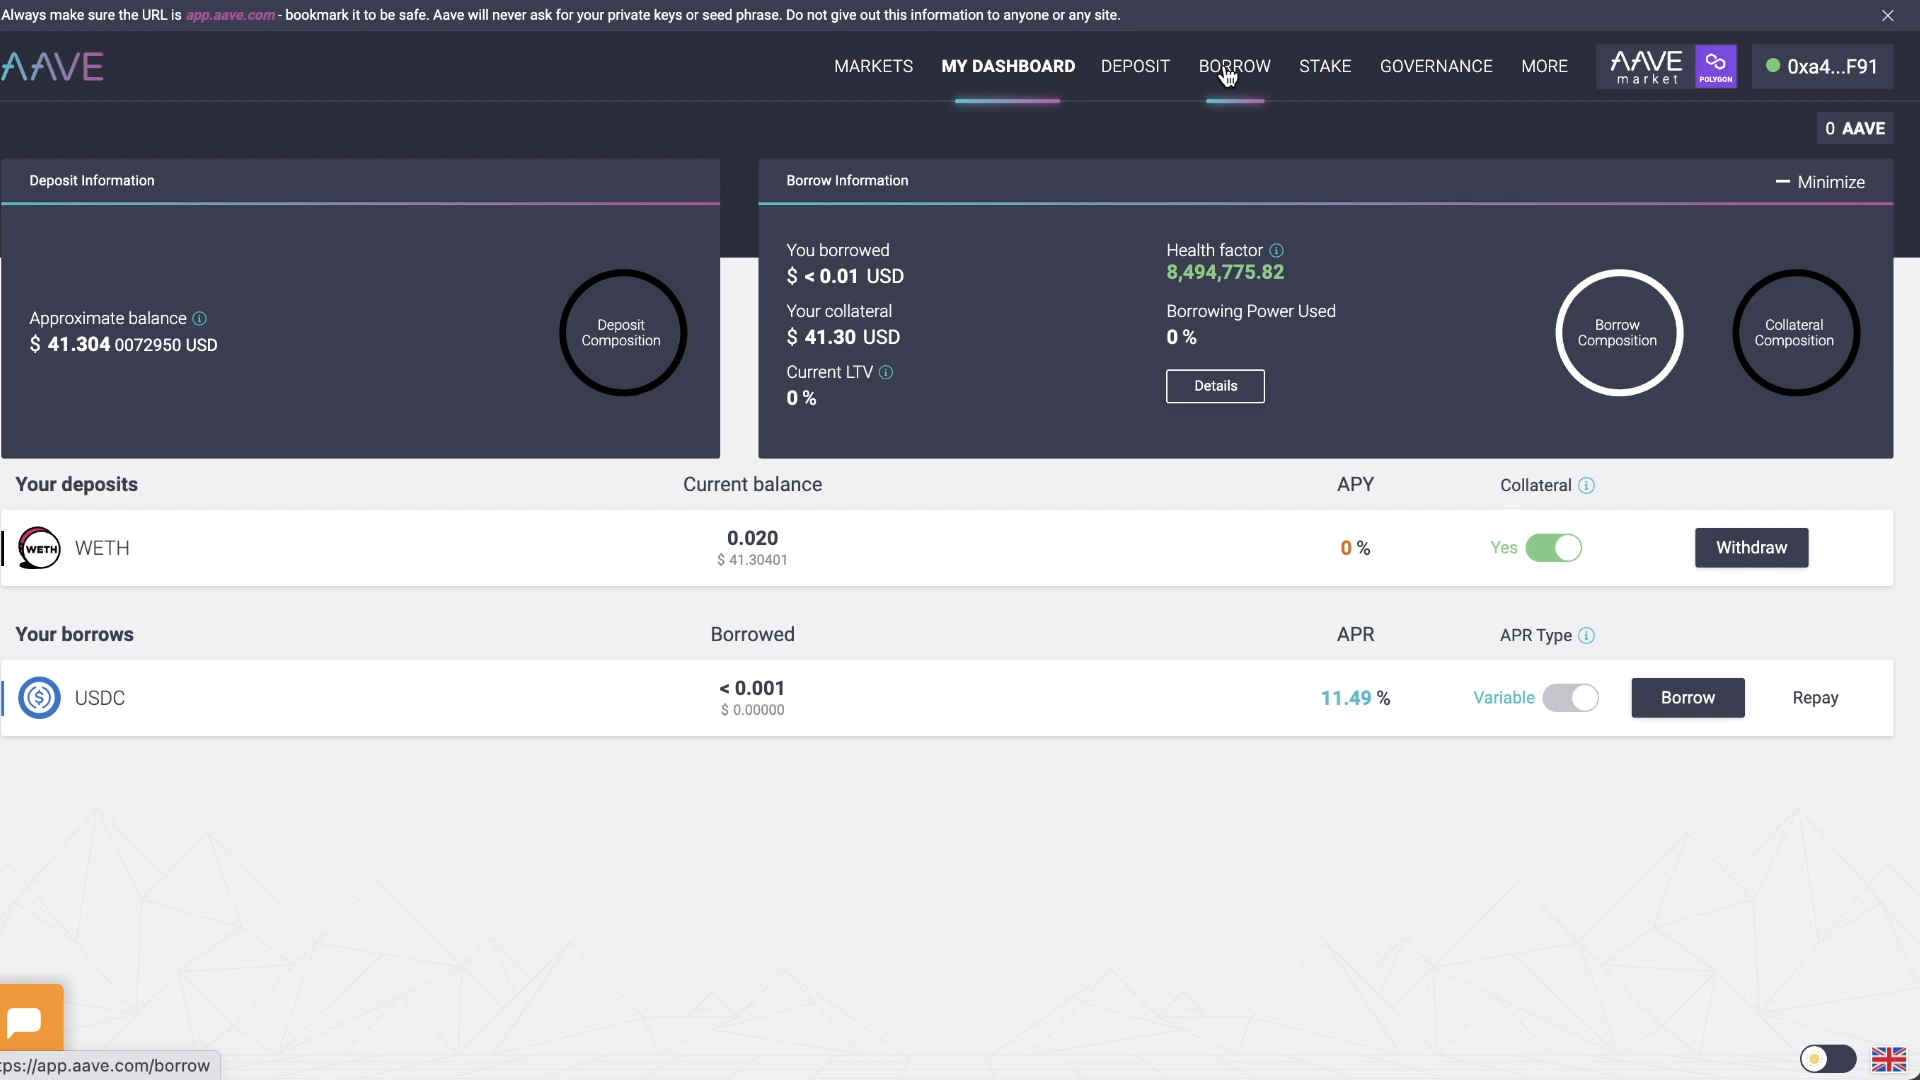 Always make sure the URL is app.aave.com - bookmark it to be safe. Aave will never ask for your private keys or seed phrase. Do not give out this information to anyone or any site.
AAVE
MARKETS
MY DASHBOARD
DEPOSIT
BORROW
STAKE
GOVERNANCE
MORE
AAVE
market
POLYGON
0xa4...F91
0 AAVE
Deposit Information
Approximate balance
$ 41.304 0072950 USD
Deposit
Composition
Borrow Information
Minimize
You borrowed
$ < 0.01 USD
Your collateral
$ 41.30 USD
Current LTV
0 %
Health factor
8,494,775.82
Borrowing Power Used
0 %
Details
Borrow
Composition
Collateral
Composition
Your deposits
Current balance
APY
Collateral
WETH
WETH
0.020
$ 41.30401
0 %
Yes
Withdraw
Your borrows
Borrowed
APR
APR Type
USDC
< 0.001
$ 0.00000
11.49 %
Variable
Borrow
Repay
tps://app.aave.com/borrow